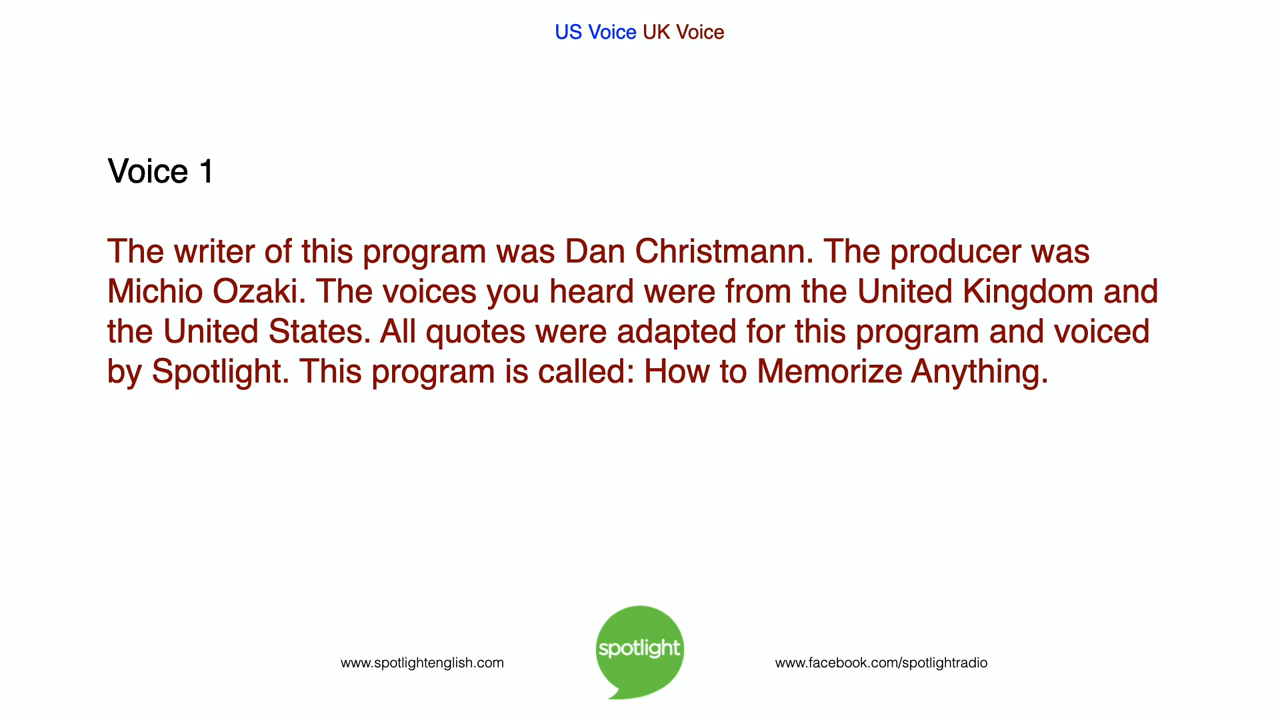 US Voice UK Voice
Voice 1
The writer of this program was Dan Christmann. The producer was
Michio Ozaki. The voices you heard were from the United Kingdom and
the United States. All quotes were adapted for this program and voiced
by Spotlight. This program is called: How to Memorize Anything.
www.spotlightenglish.com
spotlight
www.facebook.com/spotlightradio